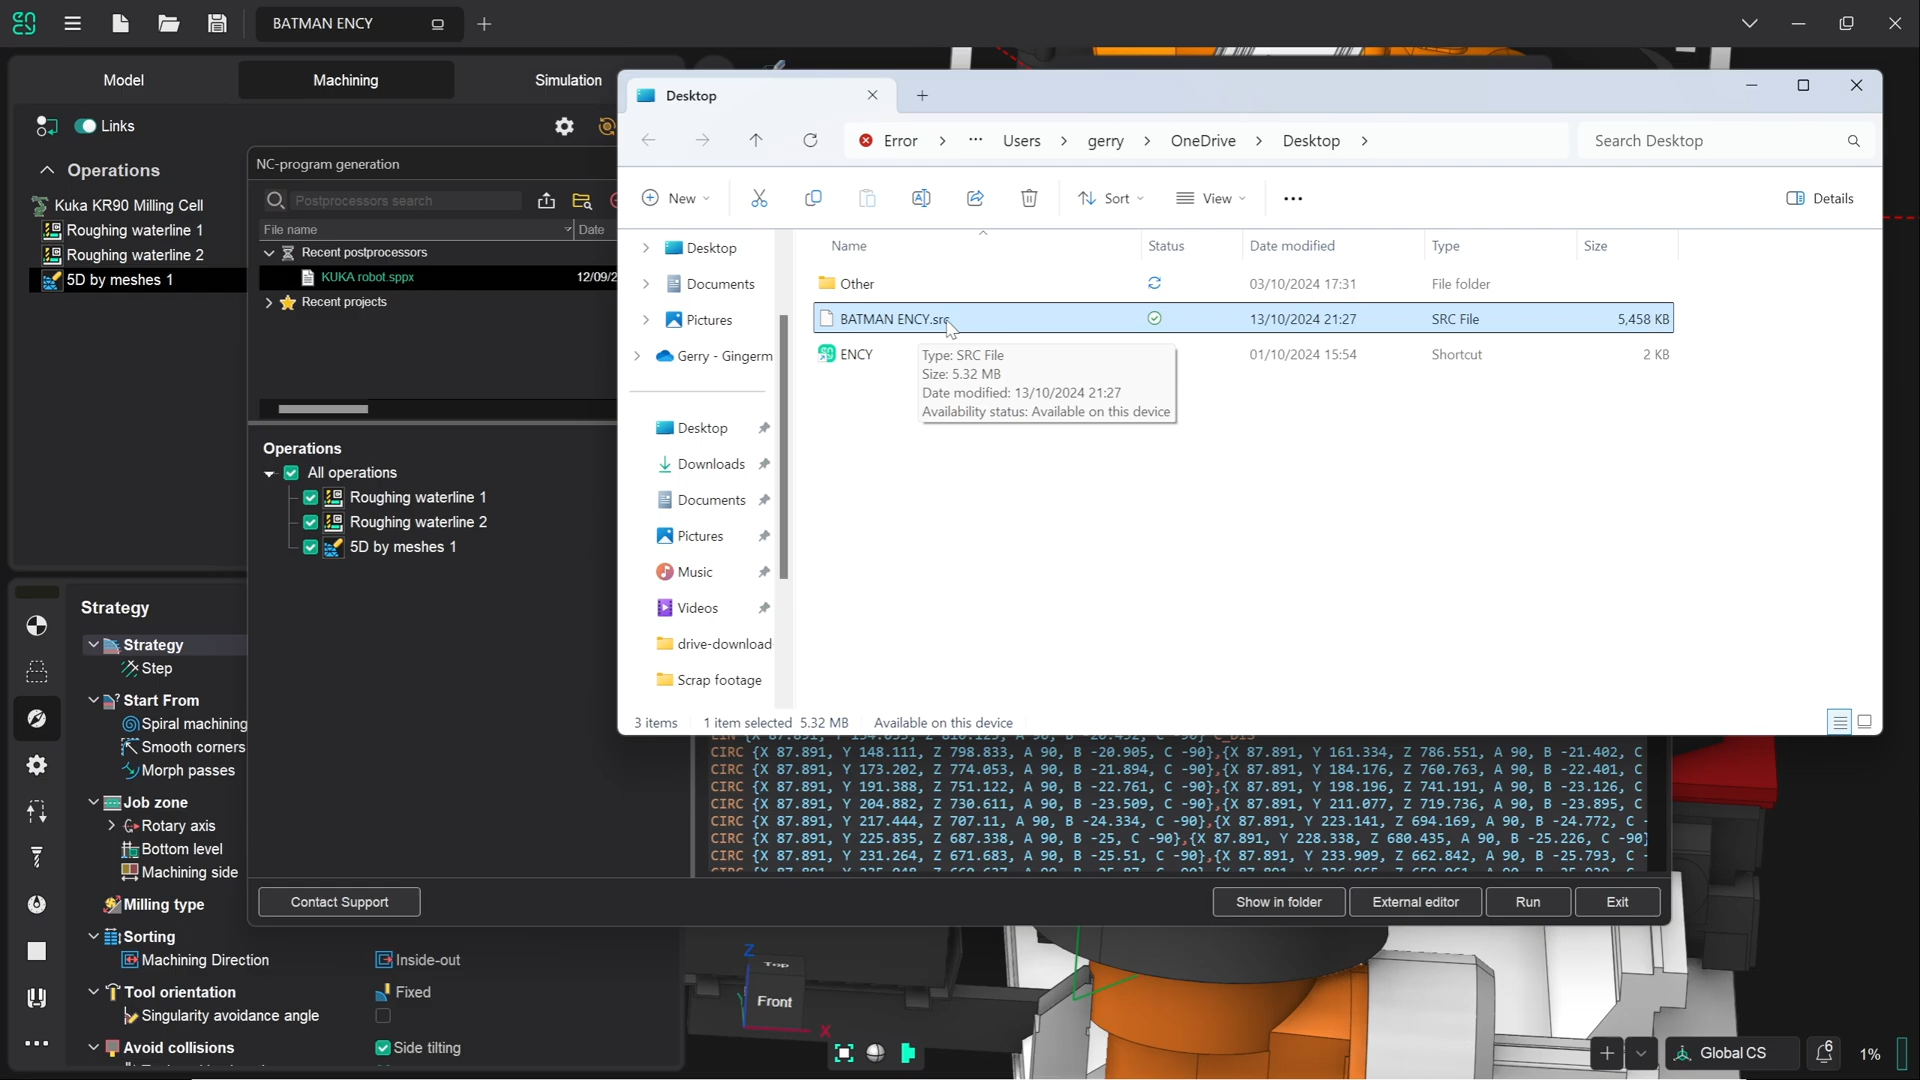 BATMAN ENCY
Model
Machining
Simulation
Links
Operations
Kuka KR90 Milling Cell
Roughing waterline 1
Roughing waterline 2
5D by meshes 1
NC-program generation
Postprocessors search
File name
Date
Recent postprocessors
KUKA robot.sppx
12/09/2
Recent projects
Operations
All operations
Roughing waterline 1
Roughing waterline 2
5D by meshes 1
Desktop
Error
Users
gerry
OneDrive
Desktop
Search Desktop
New
Sort
View
Details
Desktop
Documents
Pictures
Gerry - Gingerm
Desktop
Downloads
Documents
Pictures
Music
Videos
drive-download
Scrap footage
Name
Status
Date modified
Type
Size
Other
03/10/2024 17:31
File folder
BATMAN ENCY.src
13/10/2024 21:27
SRC File
5,458 KB
ENCY
01/10/2024 15:54
Shortcut
2 KB
Type: SRC File
Size: 5.32 MB
Date modified: 13/10/2024 21:27
Availability status: Available on this device
3 items
1 item selected 5.32 MB
Available on this device
CIRC {X 87.891, Y 148.111, Z 798.833, A 90, B -20.905, C -90},{X 87.891, Y 161.334, Z 786.551, A 90, B -21.402, C
CIRC {X 87.891, Y 173.202, Z 774.053, A 90, B -21.894, C -90},{X 87.891, Y 184.176, Z 760.763, A 90, B -22.401, C
CIRC {X 87.891, Y 191.388, Z 751.122, A 90, B -22.761, C -90},{X 87.891, Y 198.196, Z 741.191, A 90, B -23.126, C
CIRC {X 87.891, Y 204.882, Z 730.611, A 90, B -23.509, C -90},{X 87.891, Y 211.077, Z 719.736, A 90, B -23.895, C
CIRC {X 87.891, Y 217.444, Z 707.11, A 90, B -24.334, C -90},{X 87.891, Y 223.141, Z 694.169, A 90, B -24.772, C -
CIRC {X 87.891, Y 225.835, Z 687.338, A 90, B -25, C -90},{X 87.891, Y 228.338, Z 680.435, A 90, B -25.226, C -90}
CIRC {X 87.891, Y 231.264, Z 671.683, A 90, B -25.51, C -90},{X 87.891, Y 233.909, Z 662.842, A 90, B -25.793, C -
Contact Support
Show in folder
External editor
Run
Exit
Strategy
Strategy
Step
Start From
Spiral machining
Smooth corners
Morph passes
Job zone
Rotary axis
Bottom level
Machining side
Milling type
Sorting
Machining Direction
Inside-out
Tool orientation
Fixed
Singularity avoidance angle
Avoid collisions
Side tilting
Z
Top
Front
Y
X
Global CS
6
1%